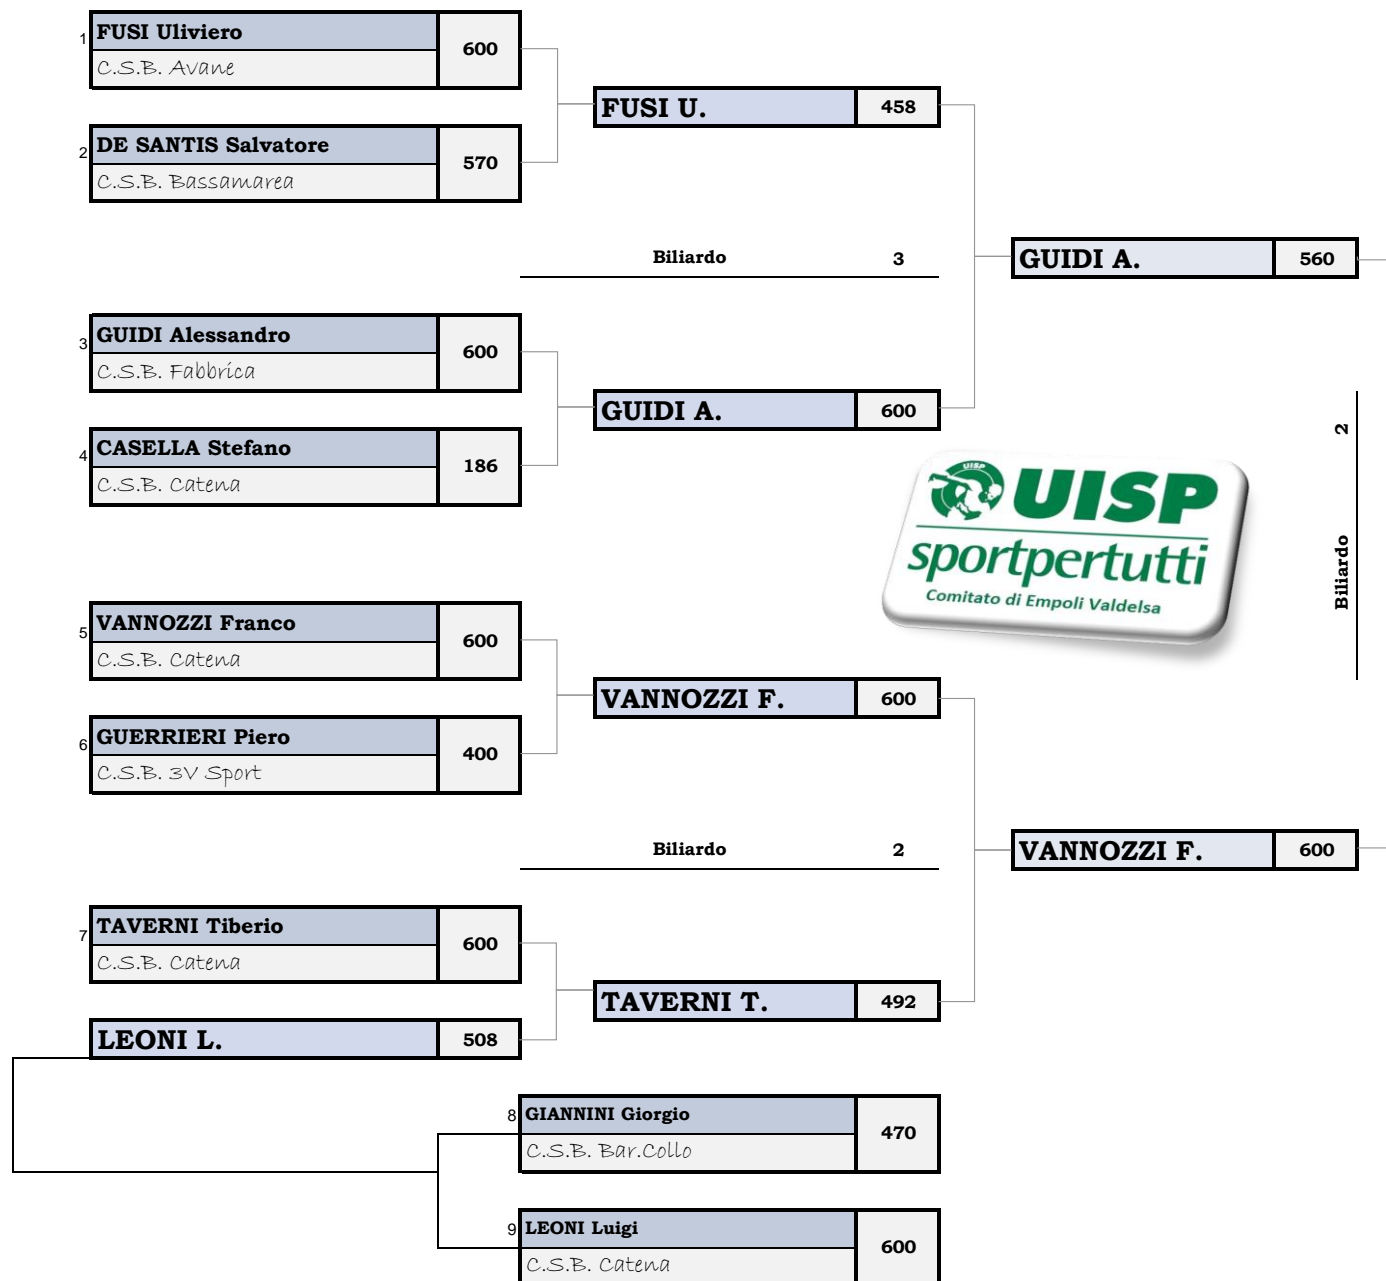 1 FUSI Uliviero 600
C.S.B. Avane
FUSI U. 458
2 DE SANTIS Salvatore 570
C.S.B. Bassamarea
Biliardo 3
GUIDI A. 560
3 GUIDI Alessandro 600
C.S.B. Fabbrica
GUIDI A. 600
4 CASELLA Stefano 186
C.S.B. Catena
Biliardo 2
UISP
UISP
sportpertutti
Comitato di Empoli Valdelsa
5 VANNOZZI Franco 600
C.S.B. Catena
VANNOZZI F. 600
6 GUERRIERI Piero 400
C.S.B. 3V Sport
Biliardo 2
VANNOZZI F. 600
7 TAVERNI Tiberio 600
C.S.B. Catena
TAVERNI T. 492
LEONI L. 508
8 GIANNINI Giorgio 470
C.S.B. Bar.Collo
9 LEONI Luigi 600
C.S.B. Catena